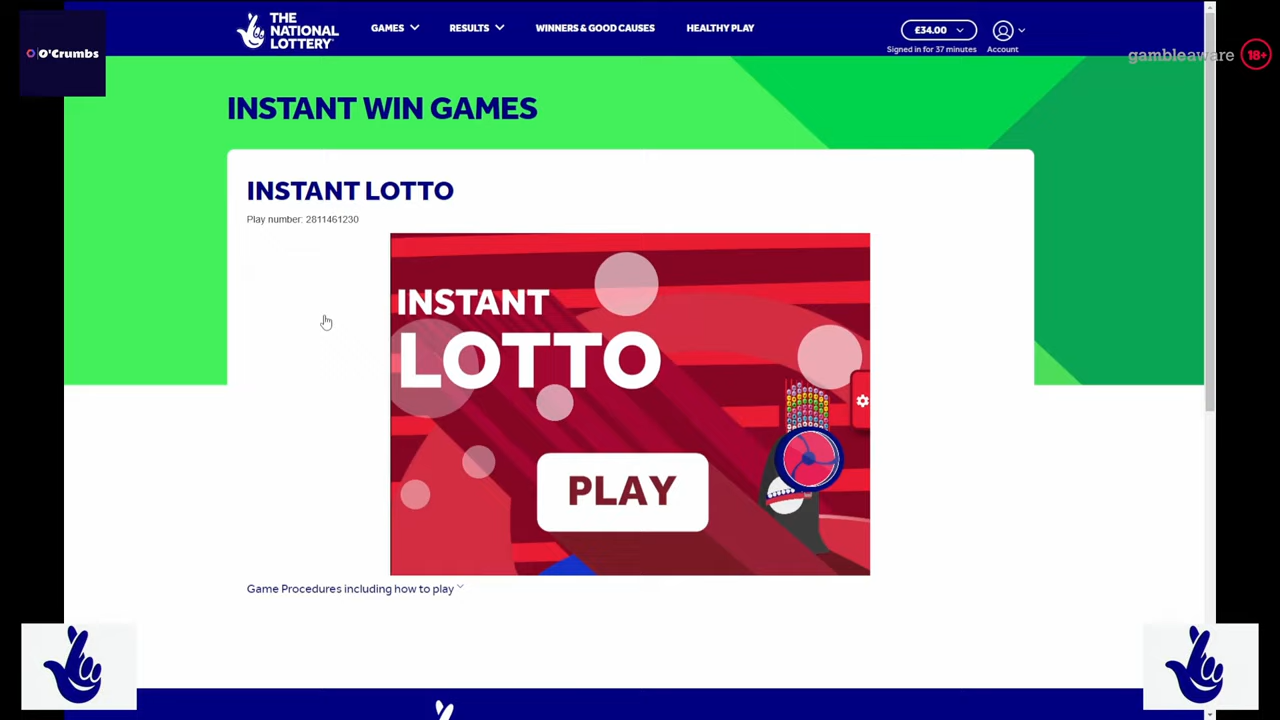 O'Crumbs
THE
NATIONAL
LOTTERY
GAMES
RESULTS
WINNERS & GOOD CAUSES
HEALTHY PLAY
£34.00
Signed in for 37 minutes
Account
gambleaware
18+
INSTANT WIN GAMES
INSTANT LOTTO
Play number: 2811461230
INSTANT
LOTTO
PLAY
Game Procedures including how to play